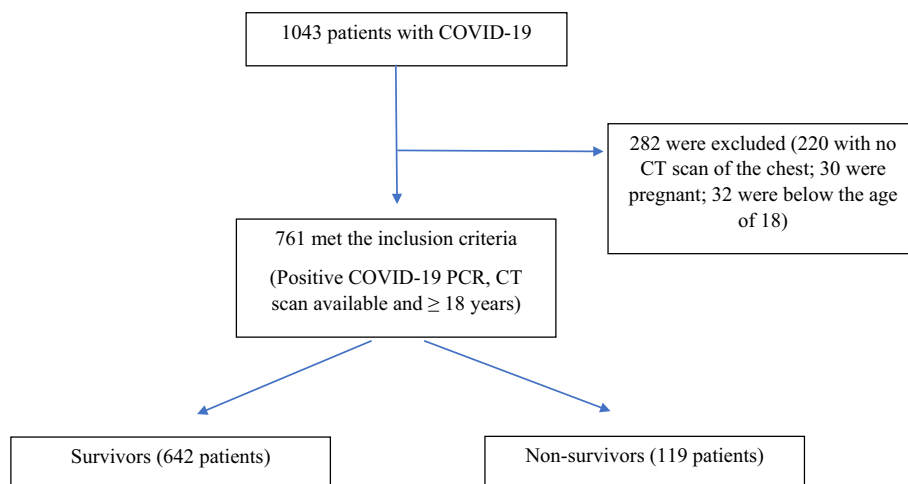 1043 patients with COVID-19
282 were excluded (220 with no
CT scan of the chest; 30 were
pregnant; 32 were below the age
of 18)
761 met the inclusion criteria
(Positive COVID-19 PCR, CT
scan available and ≥ 18 years)
Survivors (642 patients)
Non-survivors (119 patients)